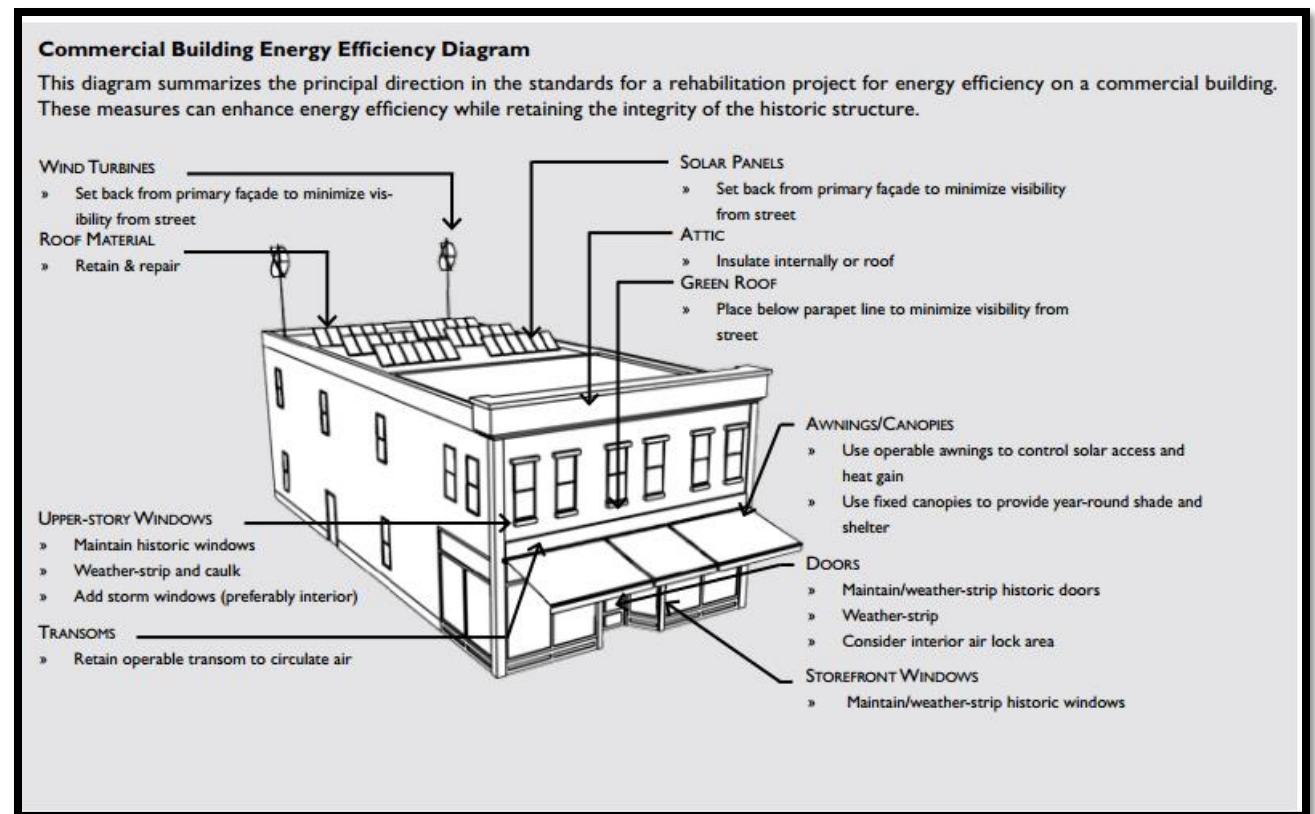 Commercial Building Energy Efficiency Diagram
This diagram summarizes the principal direction in the standards for a rehabilitation project for energy efficiency on a commercial building.
These measures can enhance energy efficiency while retaining the integrity of the historic structure.
WIND TURBINES
» Set back from primary façade to minimize vis-
ibility from street
ROOF MATERIAL
» Retain & repair
SOLAR PANELS
» Set back from primary façade to minimize visibility
from street
ATTIC
» Insulate internally or roof
GREEN ROOF
» Place below parapet line to minimize visibility from
street
AWNINGS/CANOPIES
» Use operable awnings to control solar access and
heat gain
» Use fixed canopies to provide year-round shade and
shelter
UPPER-STORY WINDOWS
» Maintain historic windows
» Weather-strip and caulk
» Add storm windows (preferably interior)
TRANSOMS
» Retain operable transom to circulate air
DOORS
» Maintain/weather-strip historic doors
» Weather-strip
» Consider interior air lock area
STOREFRONT WINDOWS
» Maintain/weather-strip historic windows